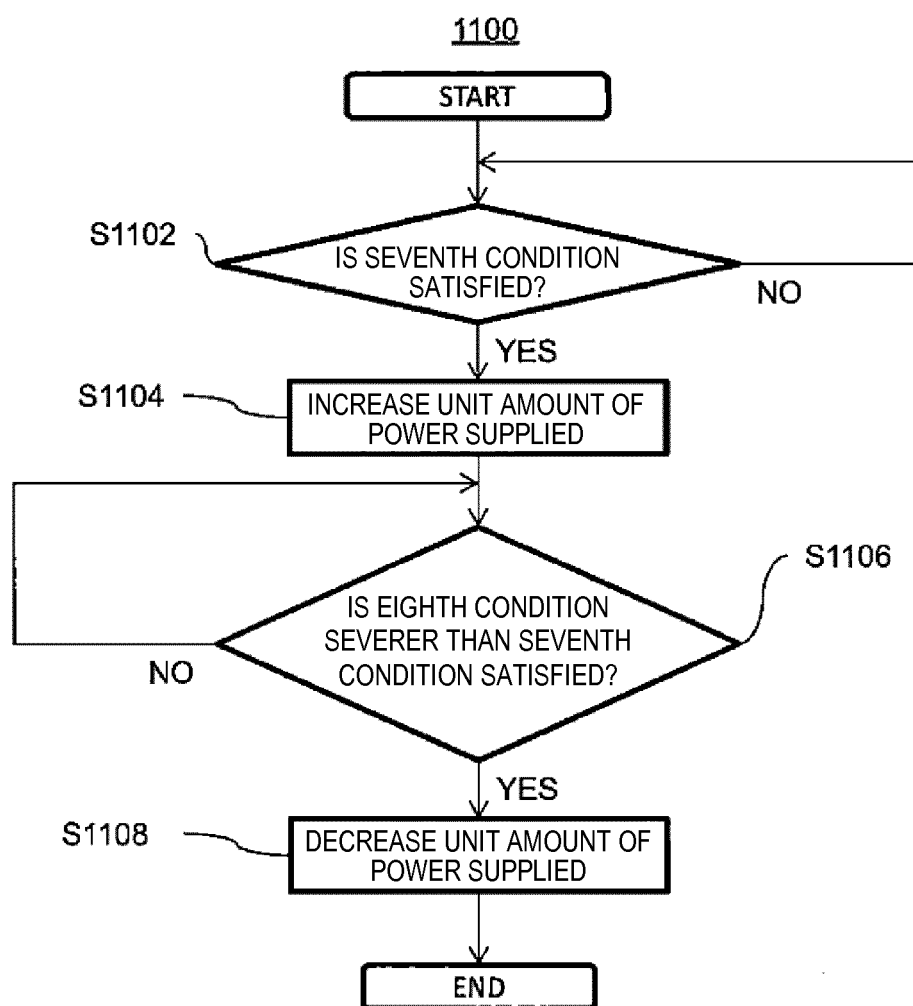 1100
START
S1102
IS SEVENTH CONDITION
SATISFIED?
NO
YES
S1104
INCREASE UNIT AMOUNT OF
POWER SUPPLIED
S1106
IS EIGHTH CONDITION
SEVERER THAN SEVENTH
CONDITION SATISFIED?
NO
YES
S1108
DECREASE UNIT AMOUNT OF
POWER SUPPLIED
END